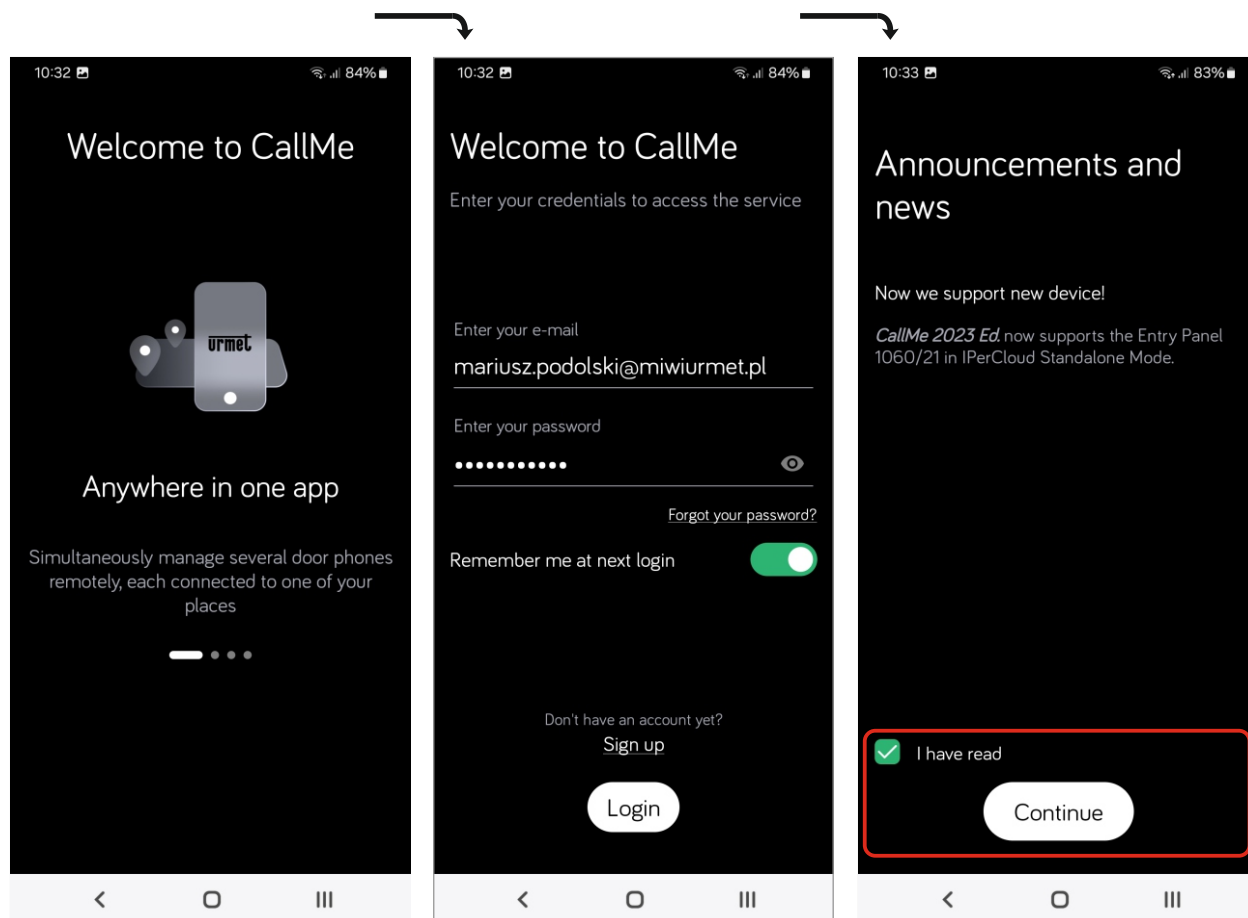 10:32
84%
Welcome to CallMe
urmet
Anywhere in one app
Simultaneously manage several door phones
remotely, each connected to one of your
places
10:32
84%
Welcome to CallMe
Enter your credentials to access the service
Enter your e-mail
mariusz.podolski@miwiurmet.pl
Enter your password
•••••••••••
Forgot your password?
Remember me at next login
Don't have an account yet?
Sign up
Login
10:33
83%
Announcements and
news
Now we support new device!
CallMe 2023 Ed. now supports the Entry Panel
1060/21 in IPerCloud Standalone Mode.
I have read
Continue